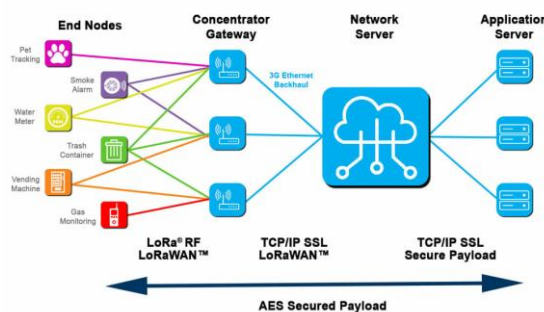 End Nodes
Concentrator
Gateway
Network
Server
Application
Server
Pet
Tracking
Smoke
Alarm
Water
Meter
Trash
Container
Vending
Machine
Gas
Monitoring
3G Ethernet
Backhaul
LoRa® RF
LoRaWAN™
TCP/IP SSL
LoRaWAN™
TCP/IP SSL
Secure Payload
AES Secured Payload